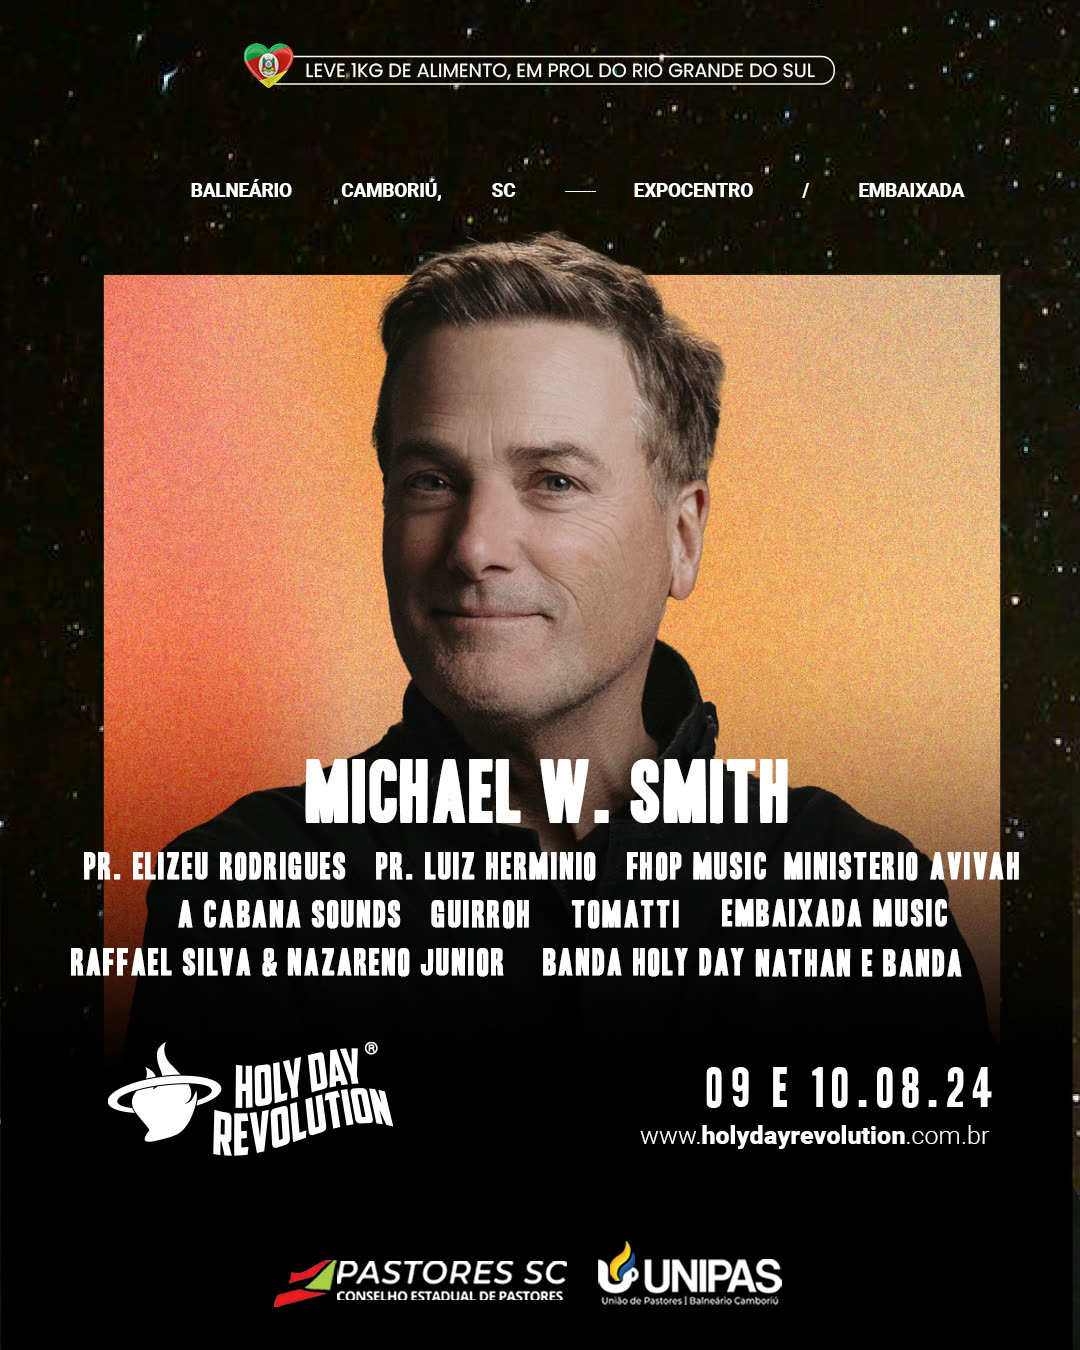 LEVE 1KG DE ALIMENTO, EM PROL DO RIO GRANDE DO SUL
BALNEÁRIO CAMBORIÚ, SC — EXPOCENTRO / EMBAIXADA
MICHAEL W. SMITH
PR. ELIZEU RODRIGUES PR. LUIZ HERMINIO FHOP MUSIC MINISTERIO AVIVAH
A CABANA SOUNDS GUIRROH TOMATTI EMBAIXADA MUSIC
RAFFAEL SILVA & NAZARENO JUNIOR BANDA HOLY DAY NATHAN E BANDA
HOLY DAY ®
REVOLUTION
09 E 10.08.24
www.holydayrevolution.com.br
PASTORES SC
CONSELHO ESTADUAL DE PASTORES
UNIPAS
União de Pastores | Balneário Camboriú